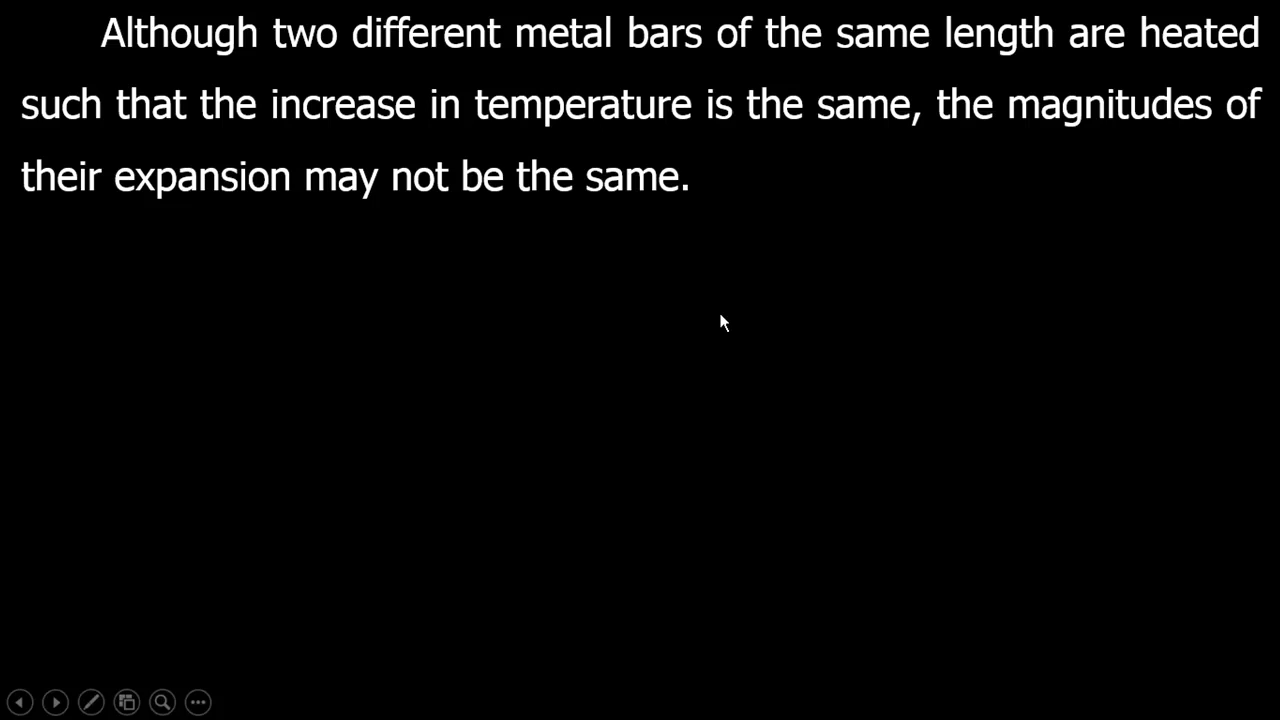 Although two different metal bars of the same length are heated
such that the increase in temperature is the same, the magnitudes of
their expansion may not be the same.